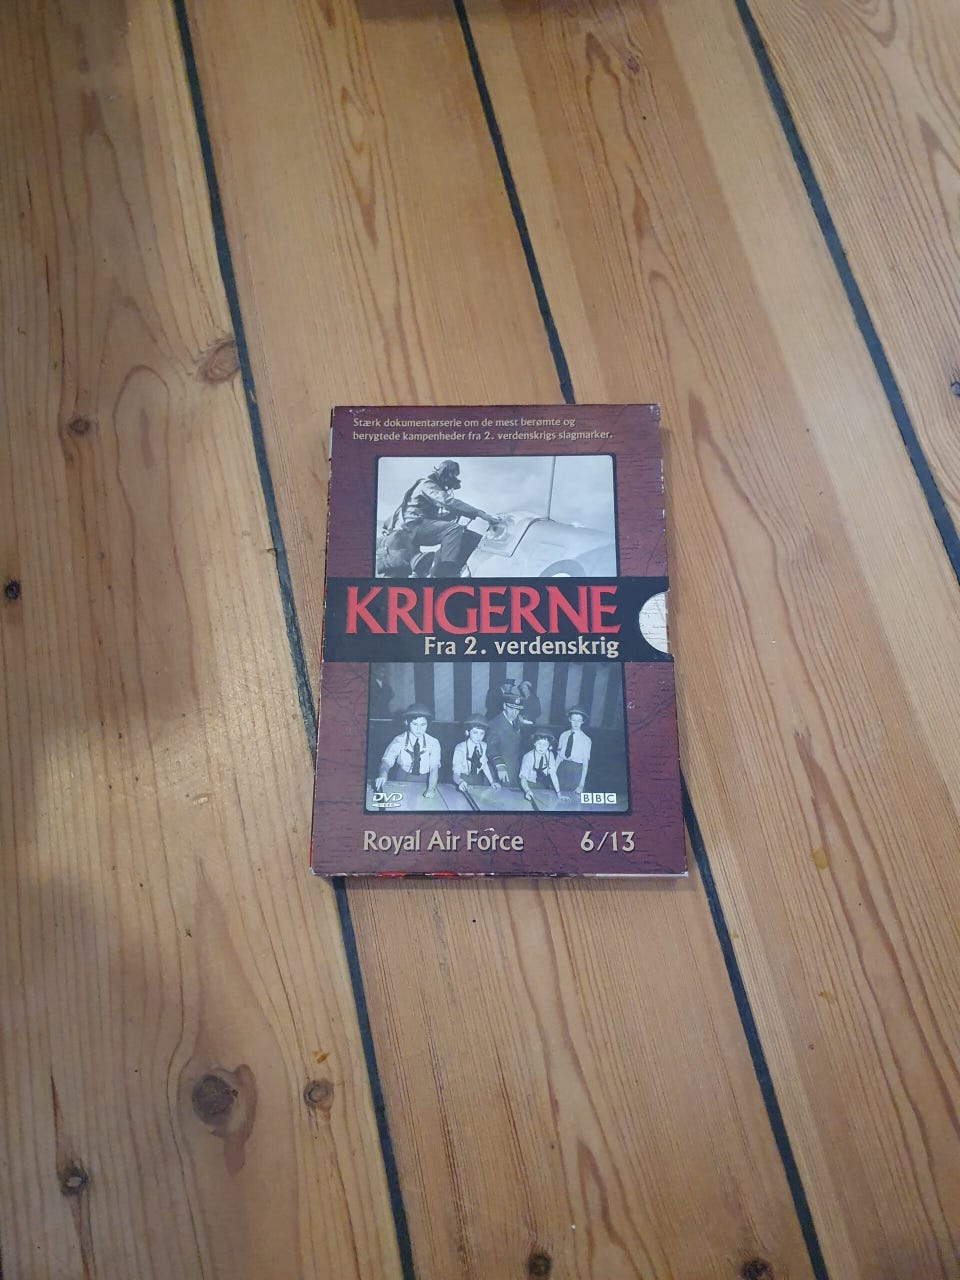 Stærk dokumentarserie om de mest berømte og
berygtede kampenheder fra 2. verdenskrigs slagmarker.
KRIGERNE
Fra 2. verdenskrig
DVD
VIDEO
BBC
Royal Air Force 6/13